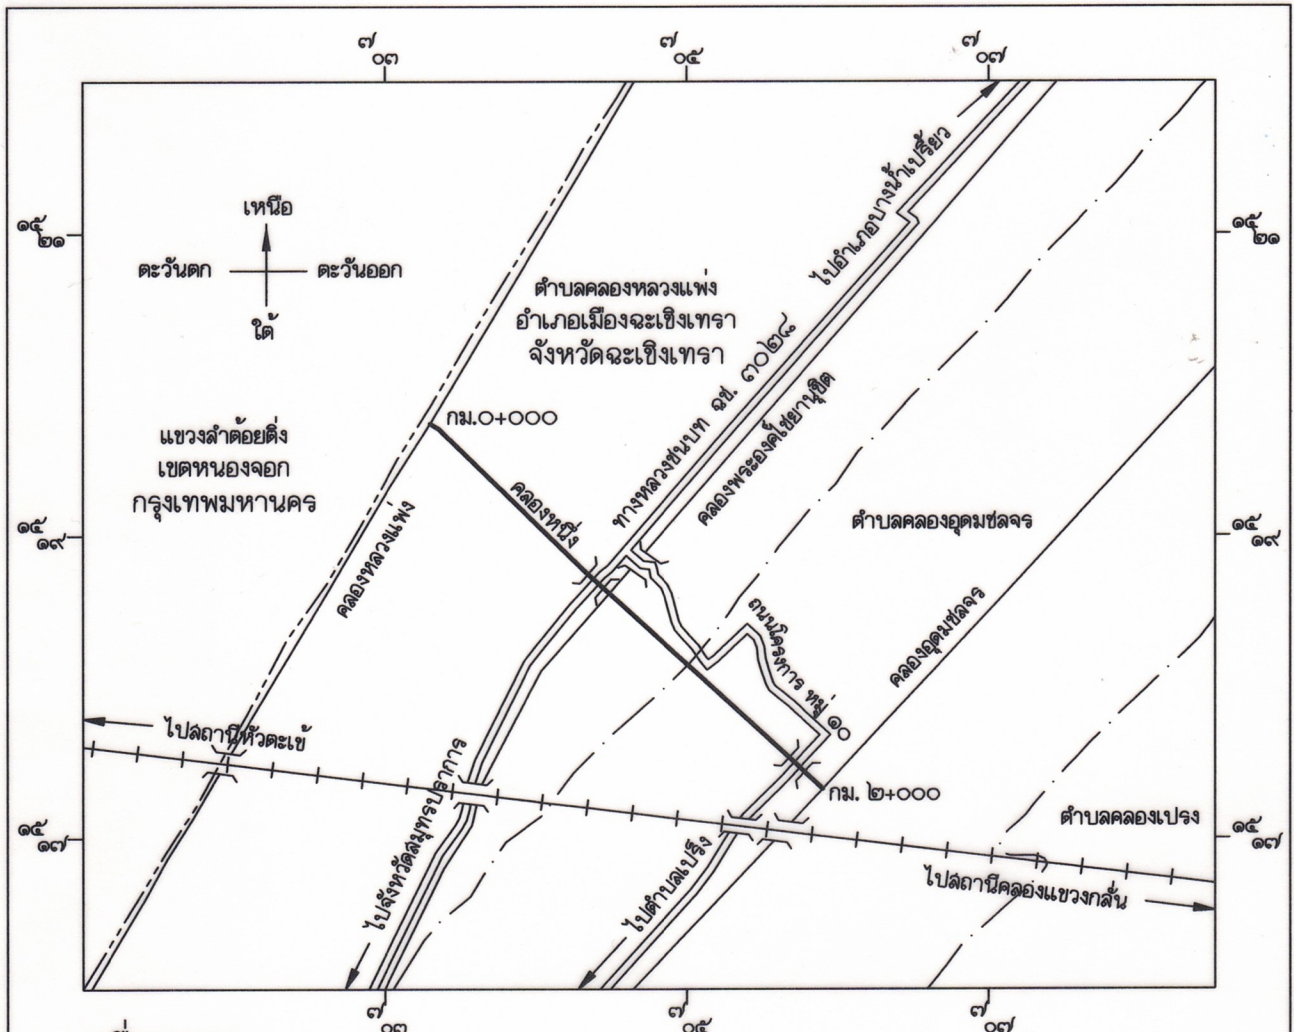 ๗๐๓
๗๐๕
๗๐๗
๑๕๒๑
๑๕๒๑
เหนือ
ตะวันตก
ตะวันออก
ใต้
ไปอำเภอบางน้ำเปรี้ยว
ตำบลคลองหลวงแพ่ง
อำเภอเมืองฉะเชิงเทรา
จังหวัดฉะเชิงเทรา
ทางหลวงชนบท ฉช. ๓๐๒๘
คลองพระองค์ไชยานุชิต
กม.๐+๐๐๐
แขวงลำต้อยติ่ง
เขตหนองจอก
กรุงเทพมหานคร
คลองหนึ่ง
คลองหลวงแพ่ง
ตำบลคลองอุดมชลจร
๑๕๑๙
๑๕๑๙
คลองอุดมชลจร
ถนนโครงการ หมู่ ๑๐
ไปสถานีหัวตะเข้
ไปจังหวัดสมุทรปราการ
กม. ๒+๐๐๐
ตำบลคลองเปรง
๑๕๑๗
๑๕๑๗
ไปตำบลเปร็ง
ไปสถานีคลองแขวงกลั่น
๗๐๓
๗๐๕
๗๐๗